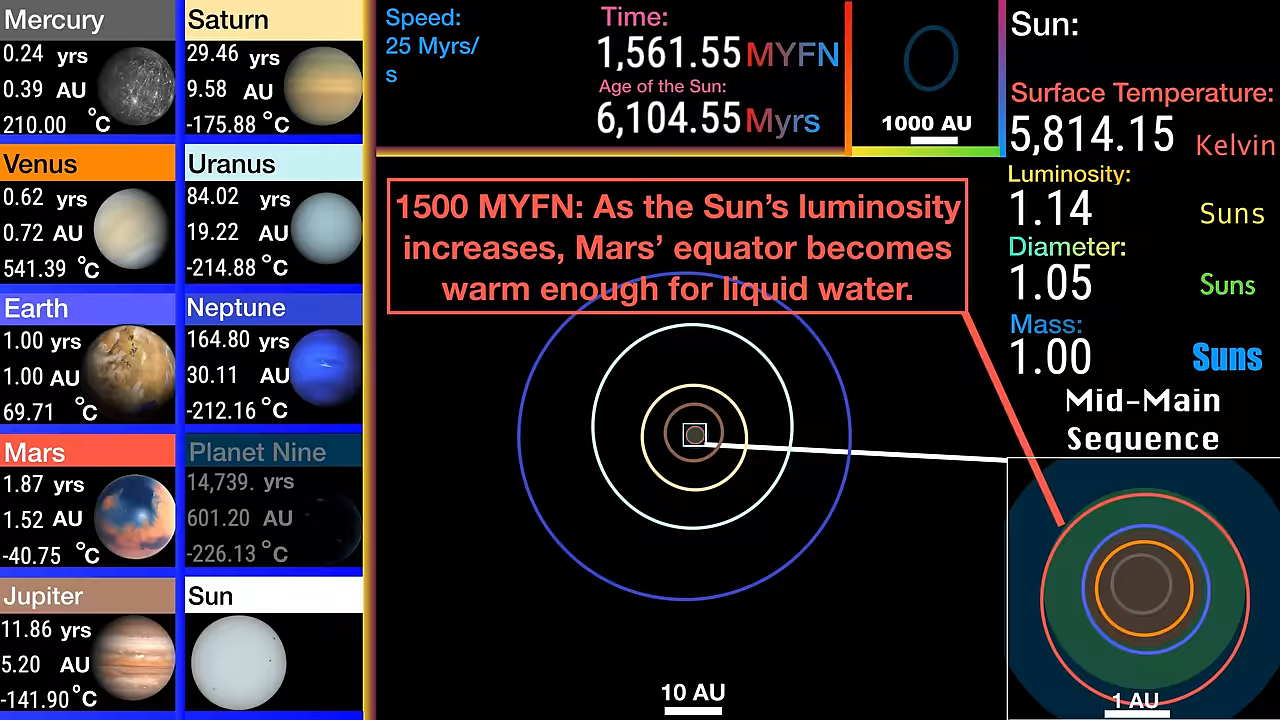 Mercury
0.24 yrs
0.39 AU
210.00 °C
Venus
0.62 yrs
0.72 AU
541.39 °C
Earth
1.00 yrs
1.00 AU
69.71 °C
Mars
1.87 yrs
1.52 AU
-40.75 °C
Jupiter
11.86 yrs
5.20 AU
-141.90 °C
Saturn
29.46 yrs
9.58 AU
-175.88 °C
Uranus
84.02 yrs
19.22 AU
-214.88 °C
Neptune
164.80 yrs
30.11 AU
-212.16 °C
Planet Nine
14,739. yrs
601.20 AU
-226.13 °C
Sun
Speed:
25 Myrs/
s
Time:
1,561.55 MYFN
Age of the Sun:
6,104.55 Myrs
1000 AU
1500 MYFN: As the Sun's luminosity
increases, Mars' equator becomes
warm enough for liquid water.
10 AU
Sun:
Surface Temperature:
5,814.15 Kelvin
Luminosity:
1.14 Suns
Diameter:
1.05 Suns
Mass:
1.00 Suns
Mid-Main
Sequence
1 AU